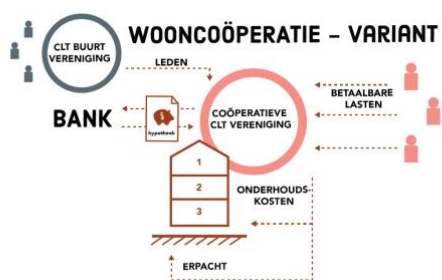 WOONCOÖPERATIE – VARIANT
CLT BUURT
VERENIGING
LEDEN
BANK
hypotheek
COÖPERATIEVE
CLT VERENIGING
BETAALBARE
LASTEN
1
2
3
ONDERHOUDS-
KOSTEN
ERPACHT